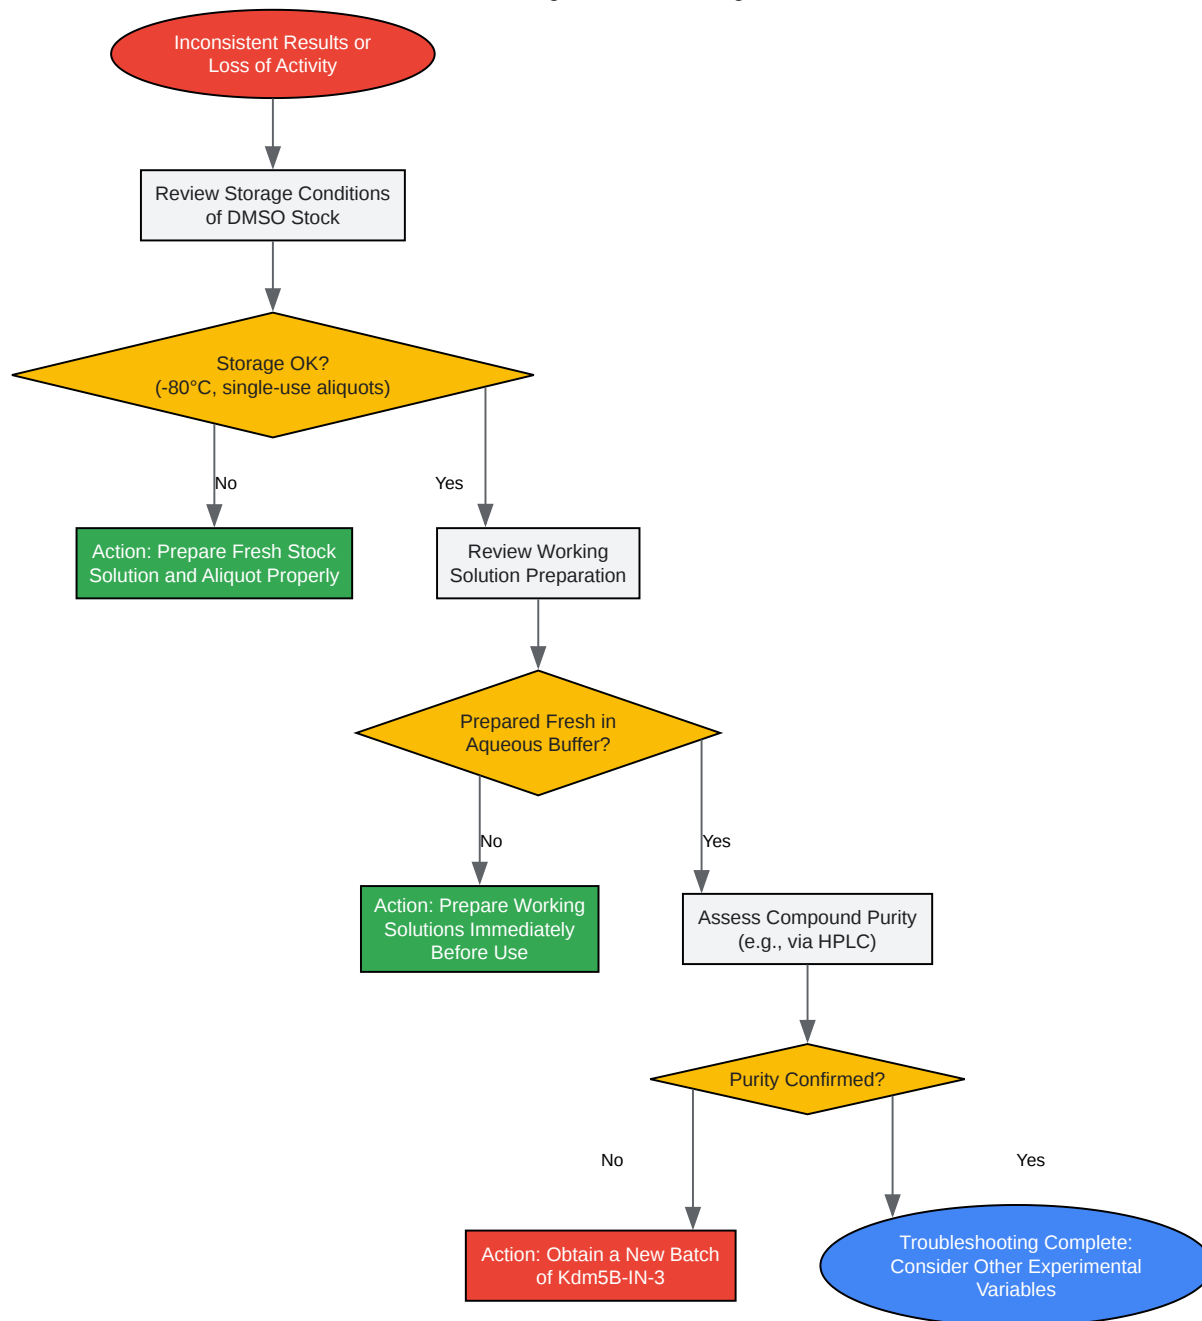 Inconsistent Results or
Loss of Activity
Review Storage Conditions
of DMSO Stock
Storage OK?
(-80°C, single-use aliquots)
No
Yes
Action: Prepare Fresh Stock
Solution and Aliquot Properly
Review Working
Solution Preparation
Prepared Fresh in
Aqueous Buffer?
No
Yes
Action: Prepare Working
Solutions Immediately
Before Use
Assess Compound Purity
(e.g., via HPLC)
Purity Confirmed?
No
Yes
Action: Obtain a New Batch
of Kdm5B-IN-3
Troubleshooting Complete:
Consider Other Experimental
Variables